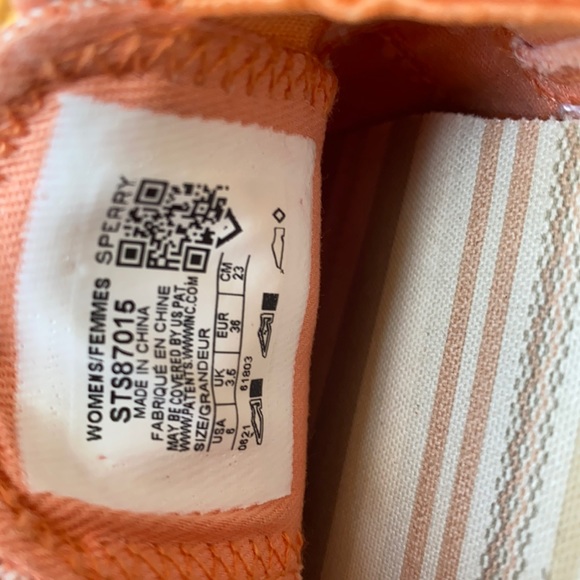 SPERRY
WOMENS/FEMMES
STS87015
MADE IN CHINA
FABRIQUÉ EN CHINE
MAY BE COVERED BY US PAT.
WWW.PATENTS.WWWINC.COM
SIZE/GRANDEUR
USA UK EUR CM
6 3.5 36 23
0621 61803